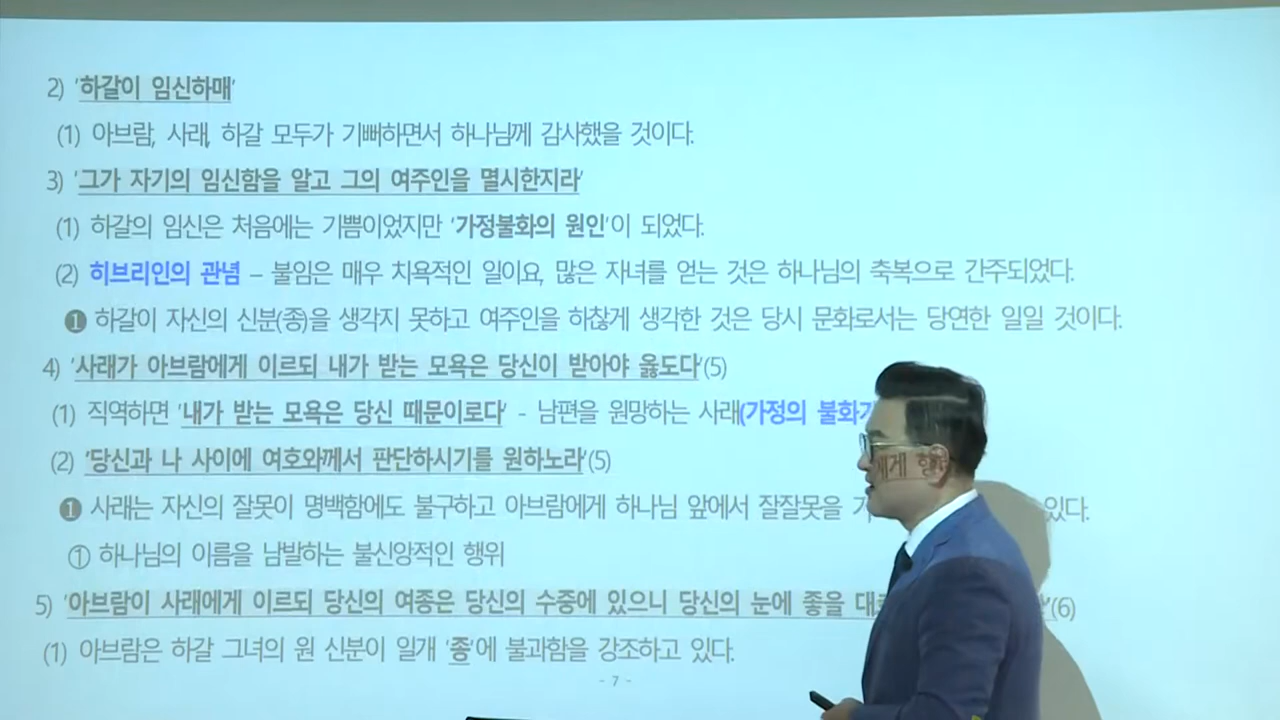 2) '하갈이 임신하매'
(1) 아브람, 사래, 하갈 모두가 기뻐하면서 하나님께 감사했을 것이다.
3) '그가 자기의 임신함을 알고 그의 여주인을 멸시한지라'
(1) 하갈의 임신은 처음에는 기쁨이었지만 '가정불화의 원인'이 되었다.
(2) 히브리인의 관념 – 불임은 매우 치욕적인 일이요, 많은 자녀를 얻는 것은 하나님의 축복으로 간주되었다.
❶ 하갈이 자신의 신분(종)을 생각지 못하고 여주인을 하찮게 생각한 것은 당시 문화로서는 당연한 일일 것이다.
4) '사래가 아브람에게 이르되 내가 받는 모욕은 당신이 받아야 옳도다'(5)
(1) 직역하면 '내가 받는 모욕은 당신 때문이로다' - 남편을 원망하는 사래(가정의 불화가
(2) '당신과 나 사이에 여호와께서 판단하시기를 원하노라'(5)
❶ 사래는 자신의 잘못이 명백함에도 불구하고 아브람에게 하나님 앞에서 잘잘못을 있다.
① 하나님의 이름을 남발하는 불신앙적인 행위
5) '아브람이 사래에게 이르되 당신의 여종은 당신의 수중에 있으니 당신의 눈에 좋을 대로 에게 행 '(6)
(1) 아브람은 하갈 그녀의 원 신분이 일개 '종'에 불과함을 강조하고 있다.
- 7 -